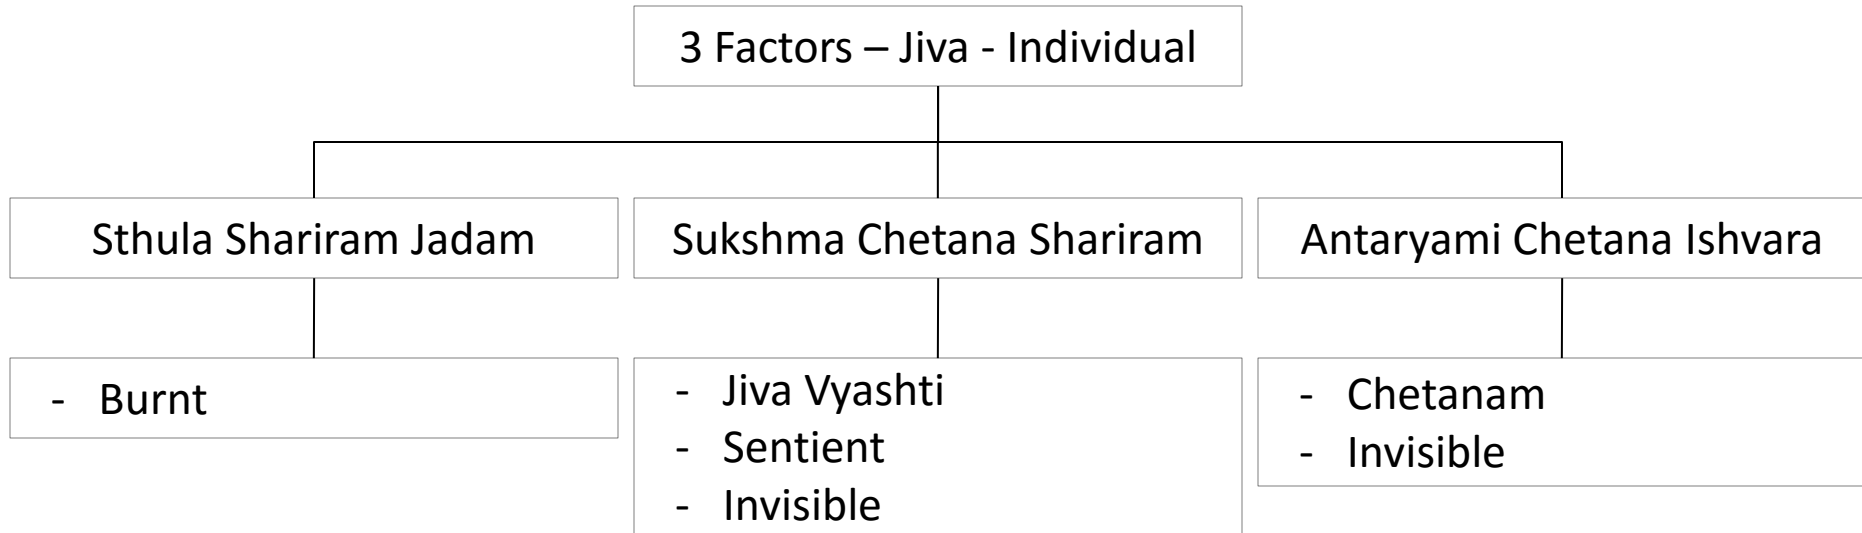 3 Factors – Jiva - Individual
Sthula Shariram Jadam
Sukshma Chetana Shariram
Antaryami Chetana Ishvara
- Burnt
- Jiva Vyashti
- Sentient
- Invisible
- Chetanam
- Invisible